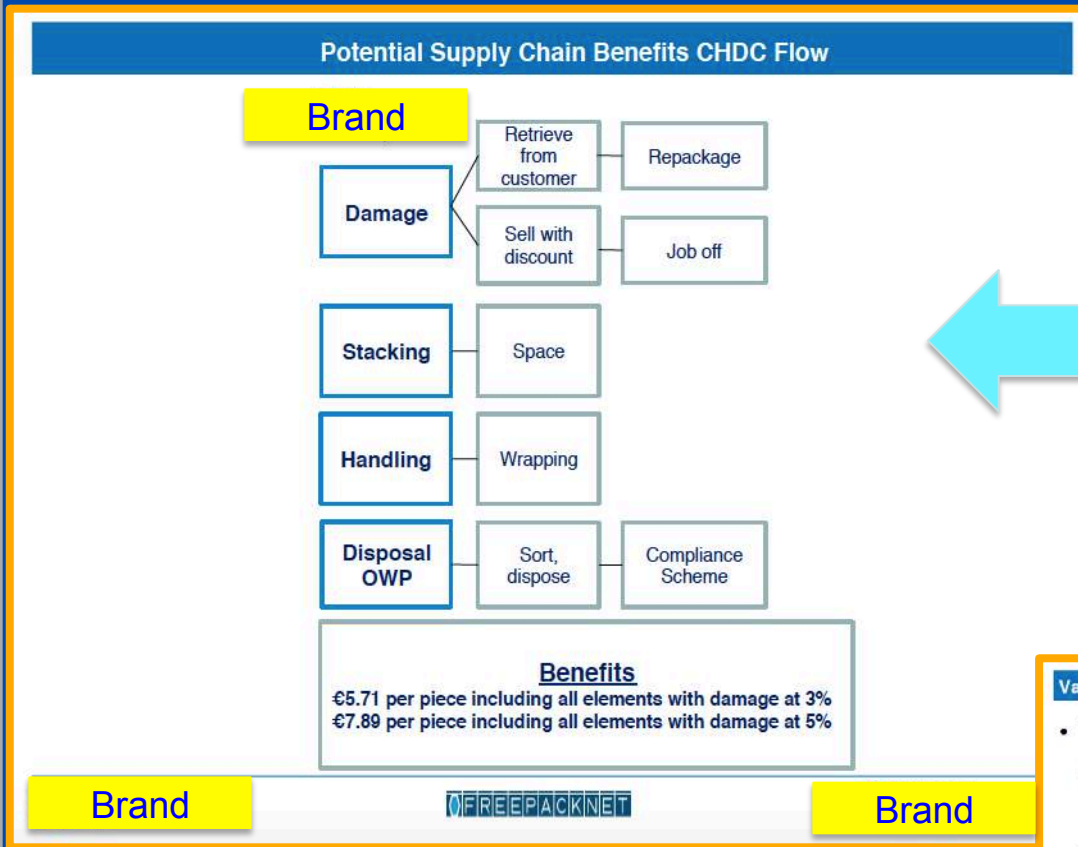 Potential Supply Chain Benefits CHDC Flow
Brand
Damage
Retrieve
from
customer
Repackage
Sell with
discount
Job off
Stacking
Space
Handling
Wrapping
Disposal
OWP
Sort,
dispose
Compliance
Scheme
Benefits
€5.71 per piece including all elements with damage at 3%
€7.89 per piece including all elements with damage at 5%
Brand
FREEPACKNET
Brand